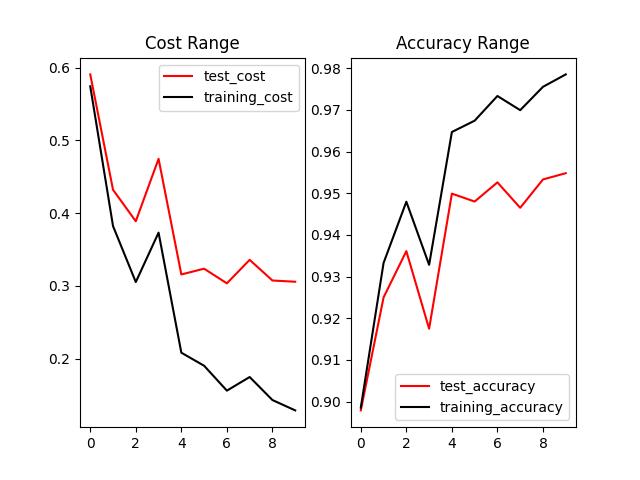 Cost Range
0.6
0.5
0.4
0.3
0.2
0 2 4 6 8
test_cost
training_cost
Accuracy Range
0.98
0.97
0.96
0.95
0.94
0.93
0.92
0.91
0.90
0 2 4 6 8
test_accuracy
training_accuracy